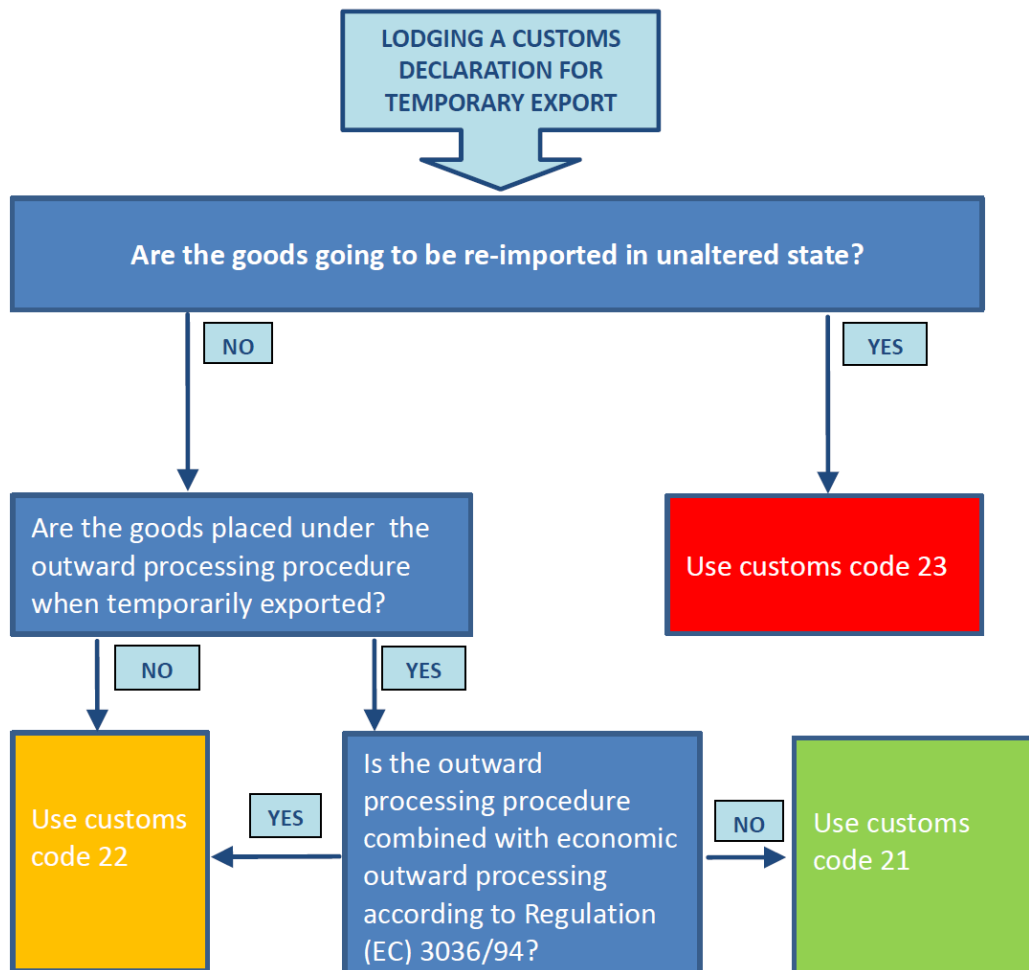 LODGING A CUSTOMS
DECLARATION FOR
TEMPORARY EXPORT
Are the goods going to be re-imported in unaltered state?
NO
YES
Are the goods placed under the
outward processing procedure
when temporarily exported?
Use customs code 23
NO
YES
Use customs
code 22
YES
Is the outward
processing procedure
combined with economic
outward processing
according to Regulation
(EC) 3036/94?
NO
Use customs
code 21